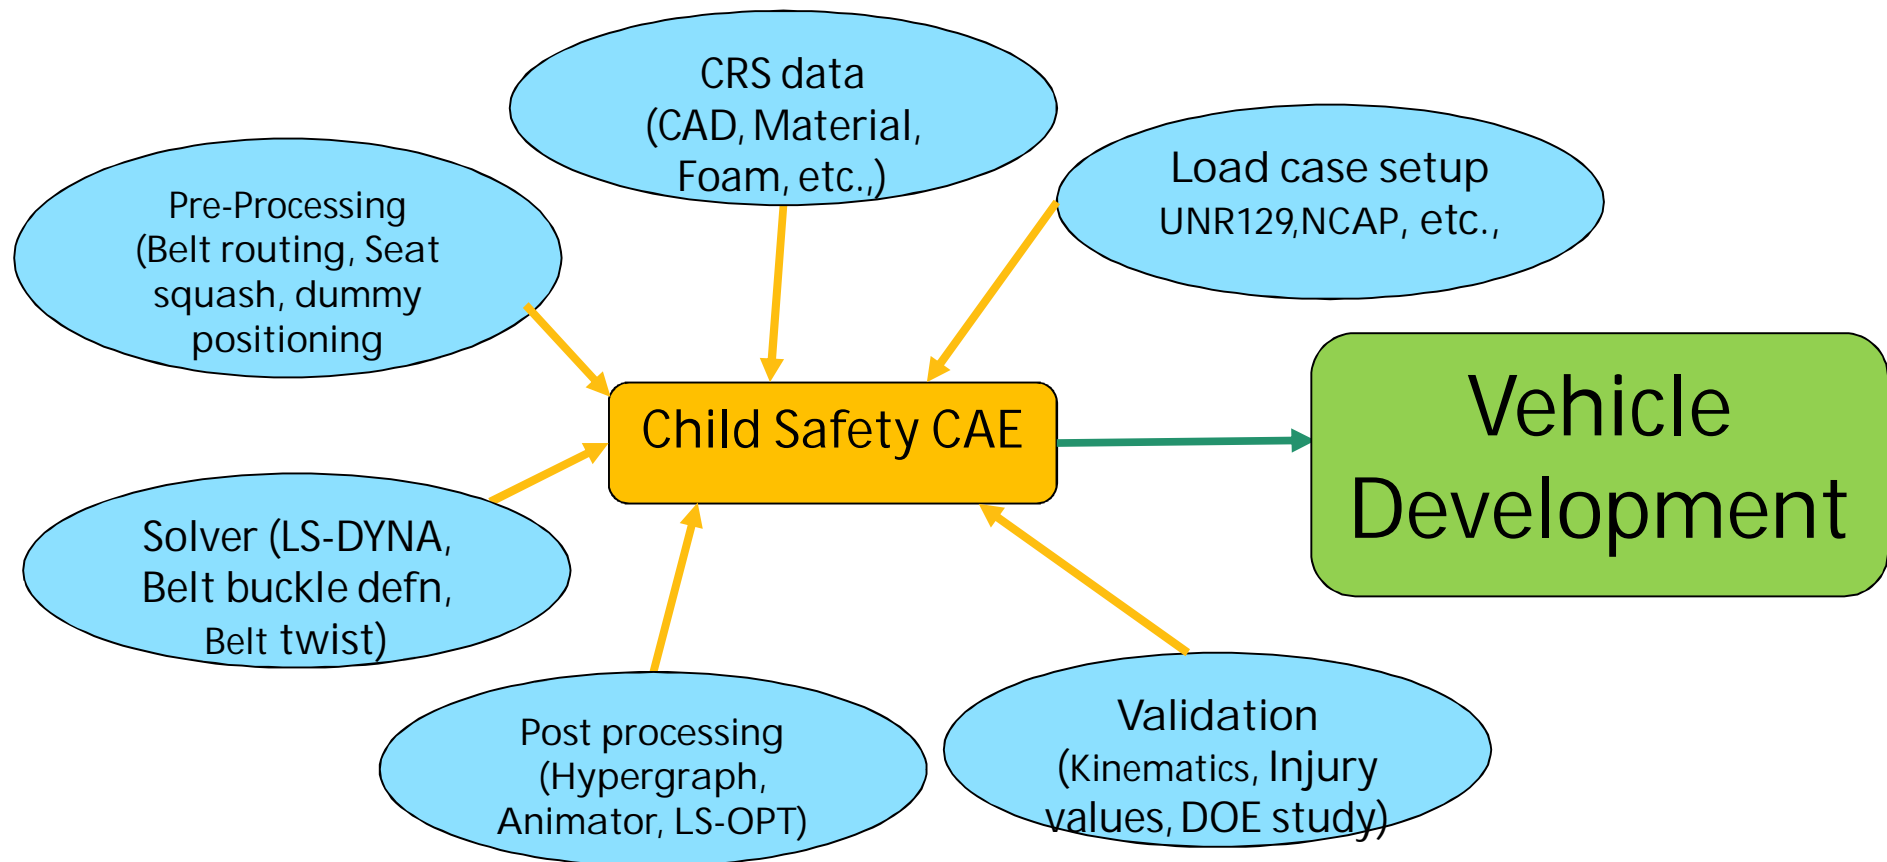 CRS data
(CAD, Material,
Foam, etc.,)
Load case setup
UNR129,NCAP, etc.,
Pre-Processing
(Belt routing, Seat
squash, dummy
positioning
Child Safety CAE
Vehicle
Development
Solver (LS-DYNA,
Belt buckle defn,
Belt twist)
Post processing
(Hypergraph,
Animator, LS-OPT)
Validation
(Kinematics, Injury
values, DOE study)